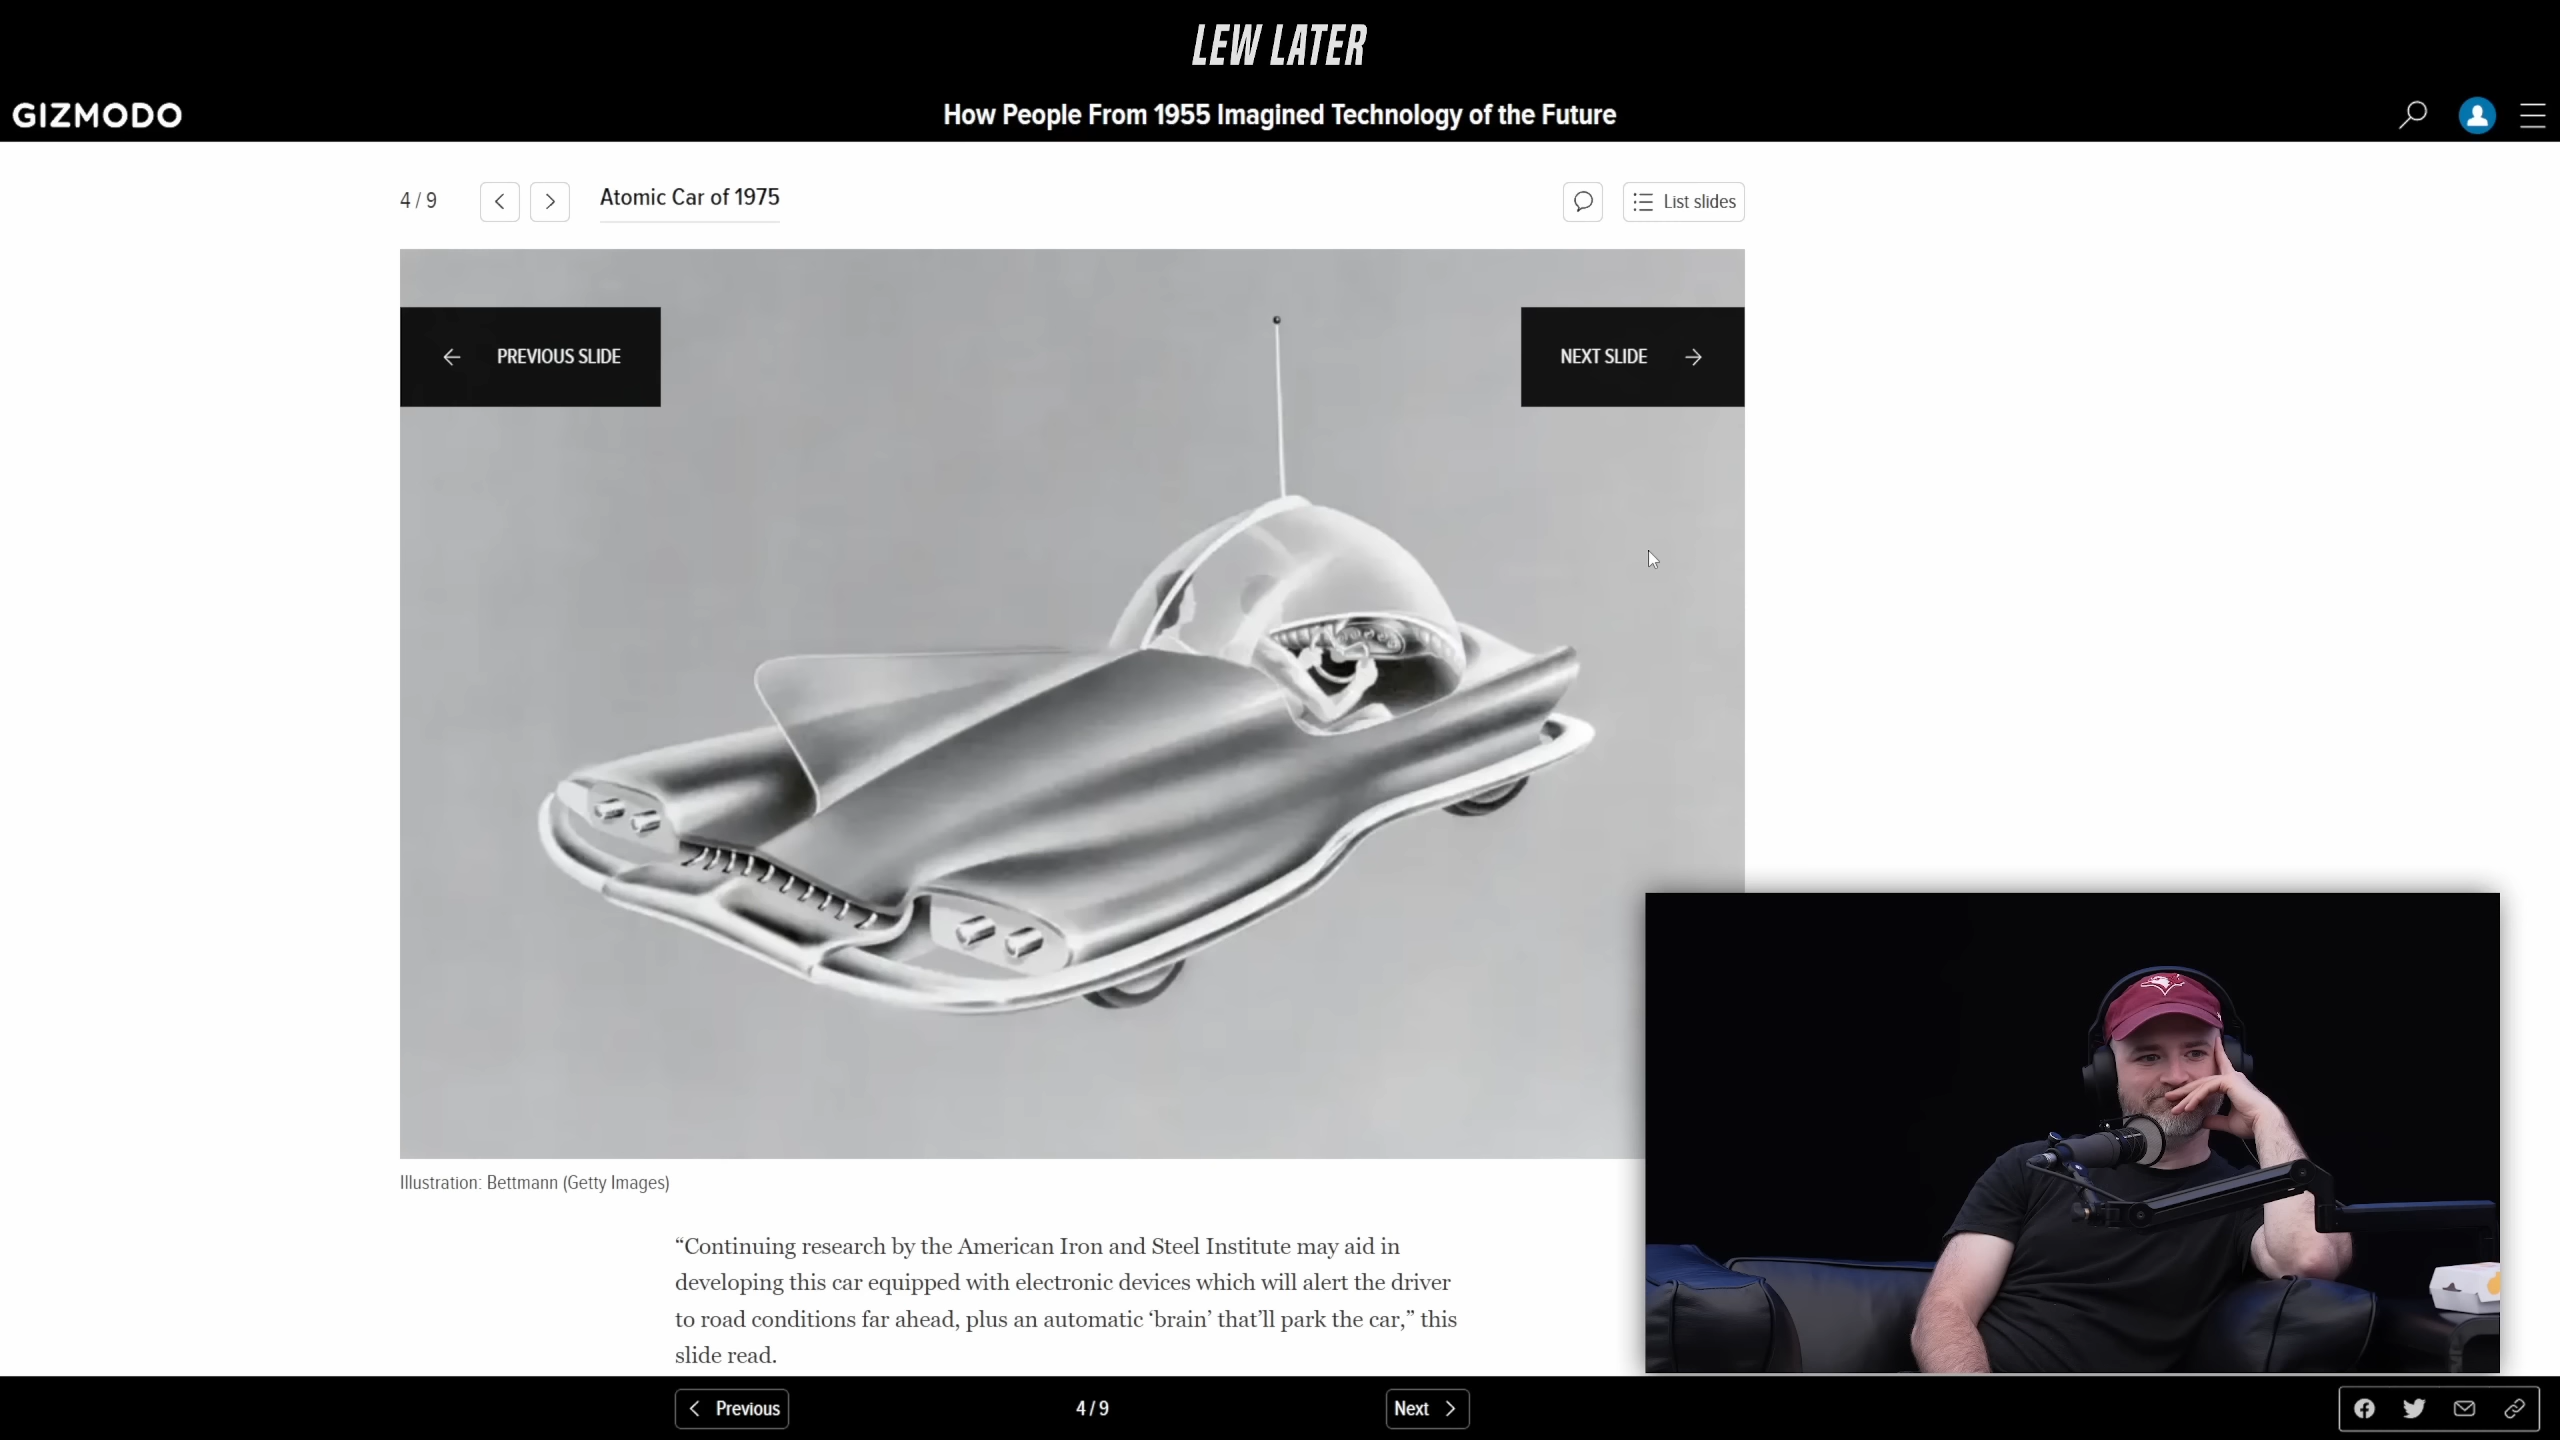 LEW LATER
GIZMODO
How People From 1955 Imagined Technology of the Future
4 / 9
Atomic Car of 1975
List slides
PREVIOUS SLIDE
NEXT SLIDE
Illustration: Bettmann (Getty Images)
“Continuing research by the American Iron and Steel Institute may aid in
developing this car equipped with electronic devices which will alert the driver
to road conditions far ahead, plus an automatic ‘brain’ that’ll park the car,” this
slide read.
Previous
4 / 9
Next